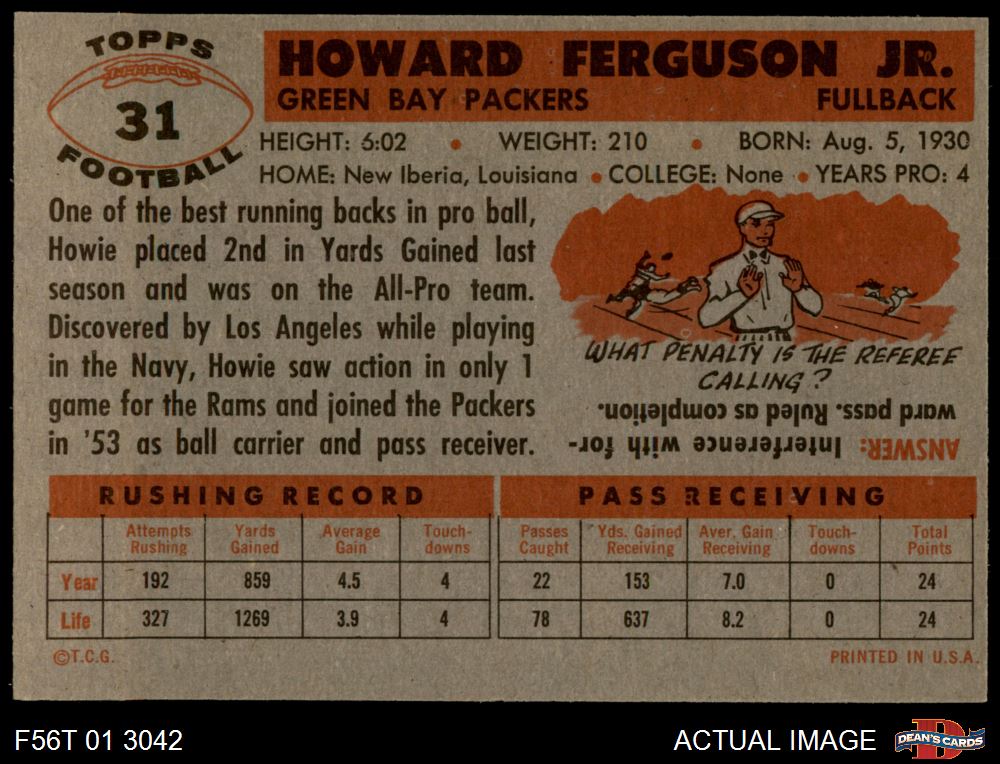 TOPPS
31
FOOTBALL
HOWARD FERGUSON JR.
GREEN BAY PACKERS FULLBACK
HEIGHT: 6:02 • WEIGHT: 210 • BORN: Aug. 5, 1930
HOME: New Iberia, Louisiana • COLLEGE: None • YEARS PRO: 4
One of the best running backs in pro ball,
Howie placed 2nd in Yards Gained last
season and was on the All-Pro team.
Discovered by Los Angeles while playing
in the Navy, Howie saw action in only 1
game for the Rams and joined the Packers
in '53 as ball carrier and pass receiver.
WHAT PENALTY IS THE REFEREE
CALLING?
ANSWER: Interference with for-
ward pass. Ruled as completion.
RUSHING RECORD
Attempts Rushing Yards Gained Average Gain Touch-downs
Year 192 859 4.5 4
Life 327 1269 3.9 4
PASS RECEIVING
Passes Caught Yds. Gained Receiving Aver. Gain Receiving Touch-downs Total Points
22 153 7.0 0 24
78 637 8.2 0 24
©T.C.G. PRINTED IN U.S.A.
F56T 01 3042 ACTUAL IMAGE DEAN'S CARDS